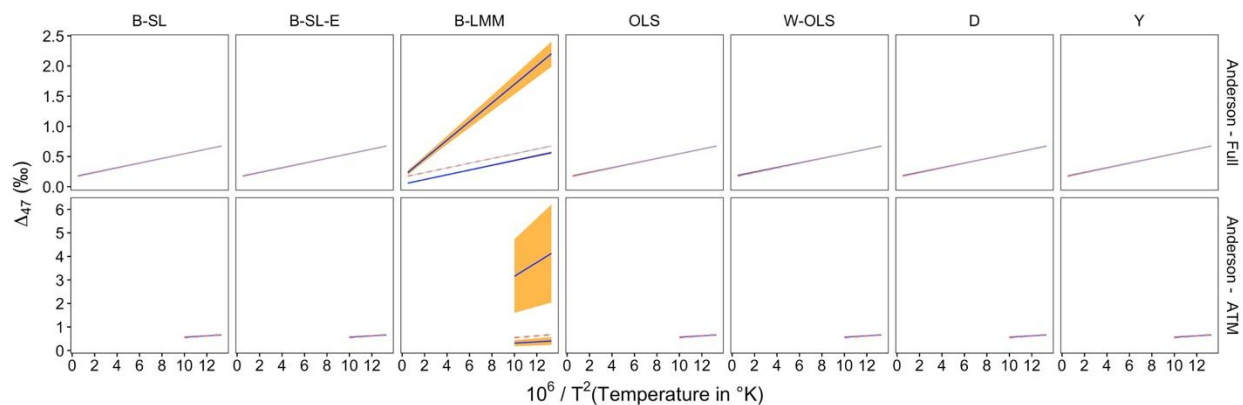 B-SL B-SL-E B-LMM OLS W-OLS D Y
2.5
2.0
1.5
1.0
0.5
0.0
Anderson - Full
Δ47 (‰)
6
5
4
3
2
1
0
Anderson - ATM
0 2 4 6 8 10 12 0 2 4 6 8 10 12 0 2 4 6 8 10 12 0 2 4 6 8 10 12 0 2 4 6 8 10 12 0 2 4 6 8 10 12 0 2 4 6 8 10 12
10⁶ / T²(Temperature in °K)